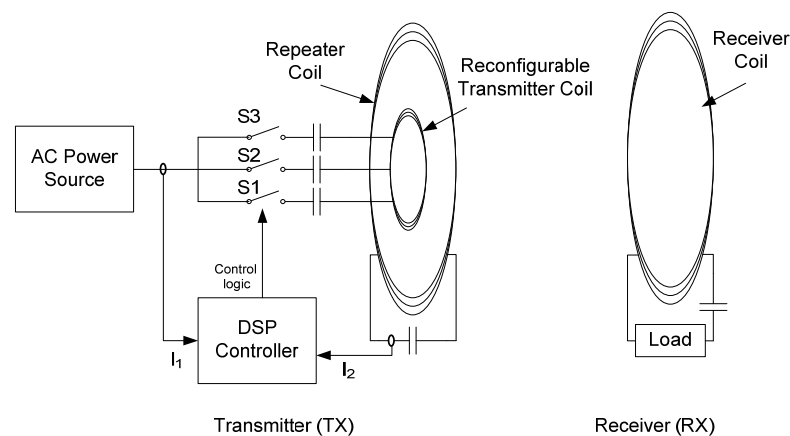 Repeater
Coil
Reconfigurable
Transmitter Coil
Receiver
Coil
AC Power
Source
S3
S2
S1
Control
logic
DSP
Controller
I1
I2
Load
Transmitter (TX)
Receiver (RX)